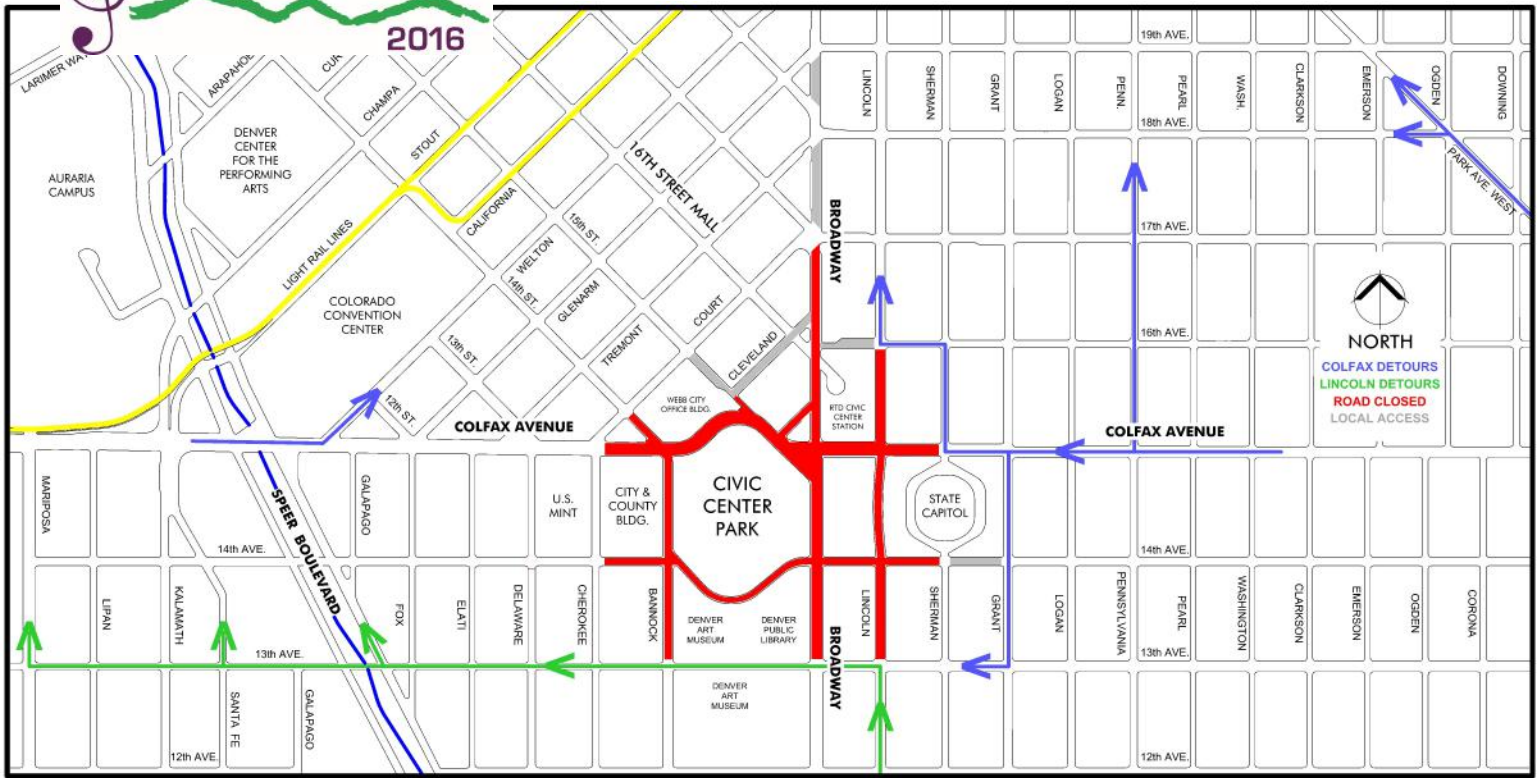 2016
LARIMER WAY
ARAPAHOE
CUR
CHAMPA
STOUT
DENVER
CENTER
FOR THE
PERFORMING
ARTS
AURARIA
CAMPUS
LIGHT RAIL LINES
CALIFORNIA
16TH STREET MALL
15th ST.
WELTON
14th ST.
GLENARM
COLORADO
CONVENTION
CENTER
13th ST.
TREMONT
COURT
CLEVELAND
12th ST.
BROADWAY
LINCOLN
SHERMAN
GRANT
LOGAN
PENN.
PEARL
WASH.
CLARKSON
EMERSON
OGDEN
DOWNING
19th AVE.
18th AVE.
PARK AVE. WEST
17th AVE.
16th AVE.
NORTH
COLFAX DETOURS
LINCOLN DETOURS
ROAD CLOSED
LOCAL ACCESS
WEBB CITY
OFFICE BLDG.
RTD CIVIC
CENTER
STATION
COLFAX AVENUE
COLFAX AVENUE
MARIPOSA
SPEER BOULEVARD
GALAPAGO
U.S.
MINT
CITY &
COUNTY
BLDG.
CIVIC
CENTER
PARK
STATE
CAPITOL
14th AVE.
14th AVE.
LIPAN
KALAMATH
FOX
ELATI
DELAWARE
CHEROKEE
BANNOCK
DENVER
ART
MUSEUM
DENVER
PUBLIC
LIBRARY
BROADWAY
LINCOLN
SHERMAN
GRANT
LOGAN
PENNSYLVANIA
PEARL
WASHINGTON
CLARKSON
EMERSON
OGDEN
CORONA
13th AVE.
13th AVE.
SANTA FE
GALAPAGO
DENVER
ART
MUSEUM
12th AVE.
12th AVE.